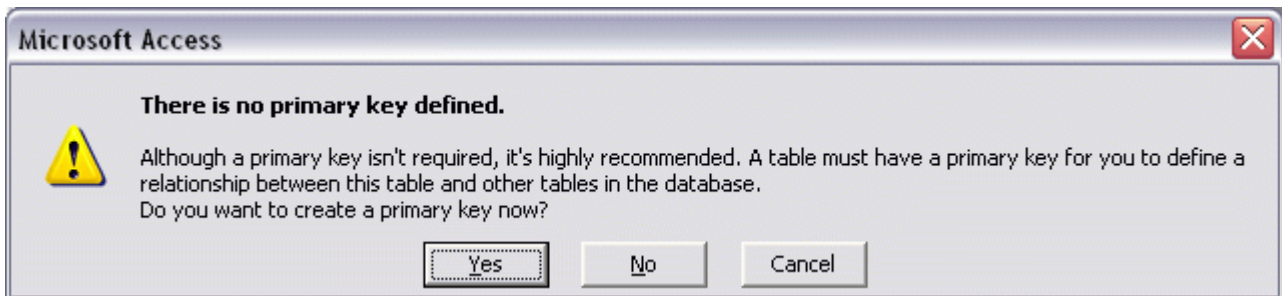 Microsoft Access
There is no primary key defined.
Although a primary key isn't required, it's highly recommended. A table must have a primary key for you to define a
relationship between this table and other tables in the database.
Do you want to create a primary key now?
Yes No Cancel